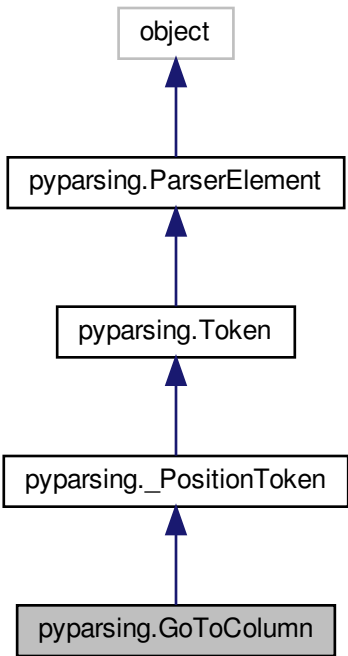 object
pyparsing.ParserElement
pyparsing.Token
pyparsing._PositionToken
pyparsing.GoToColumn